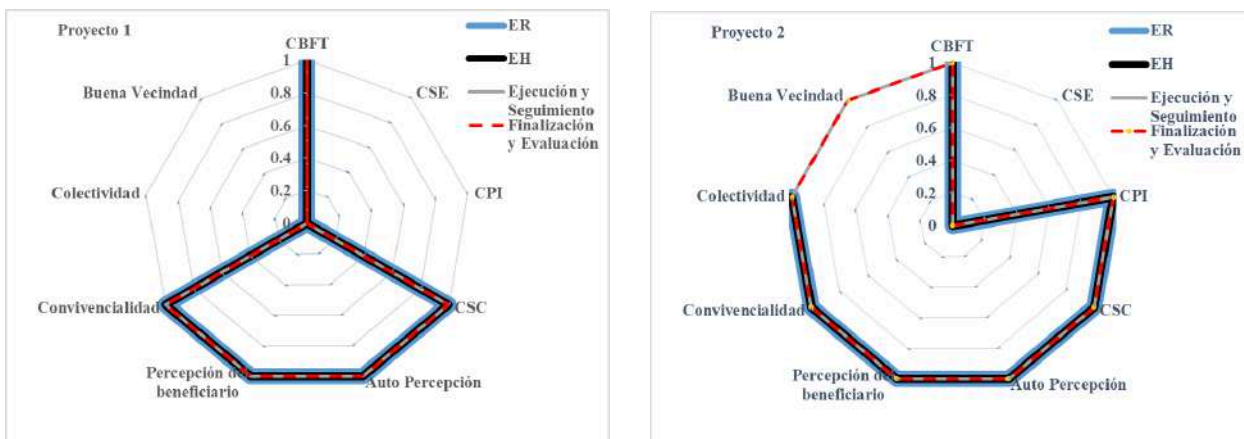 Proyecto 1
ER
EH
Ejecución y
Seguimiento
Finalización
y Evaluación
CBFT
1
0.8
0.6
0.4
0.2
0
CSE
CPI
CSC
Auto Percepción
Percepción del
beneficiario
Convivencialidad
Colectividad
Buena Vecindad
Proyecto 2
ER
EH
Ejecución y
Seguimiento
Finalización
y Evaluación
CBFT
1
0.8
0.6
0.4
0.2
0
CSE
CPI
CSC
Auto Percepción
Percepción del
beneficiario
Convivencialidad
Colectividad
Buena Vecindad